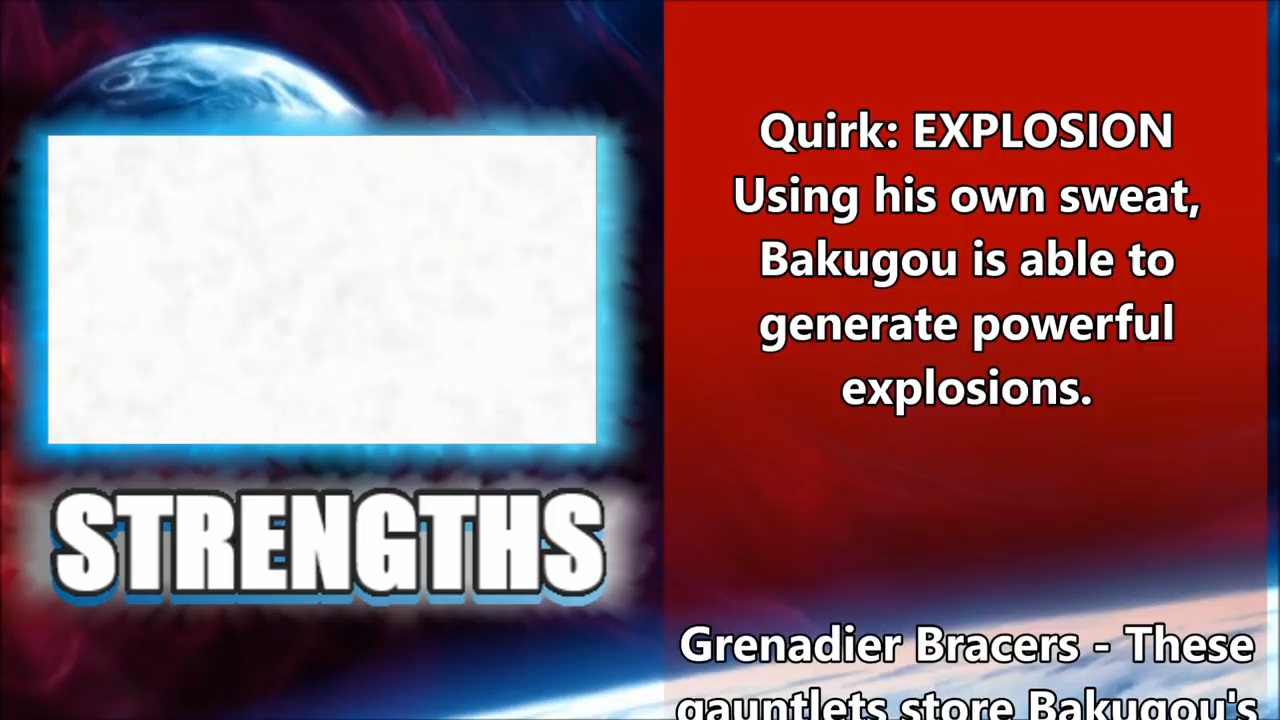 Quirk: EXPLOSION
Using his own sweat,
Bakugou is able to
generate powerful
explosions.
STRENGTHS
Grenadier Bracers - These
gauntlets store Bakugou's